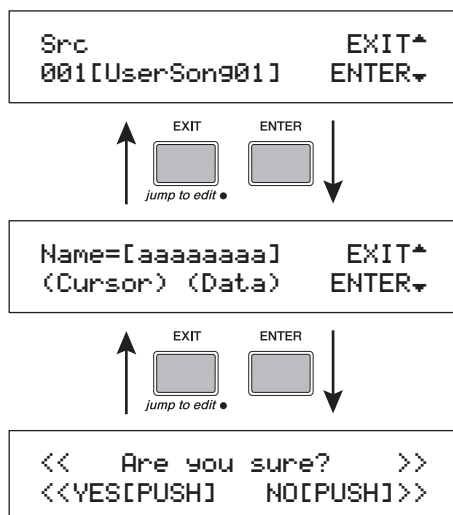 Src EXIT▲
001[UserSong01] ENTER▼
EXIT ENTER
jump to edit ●
Name=[aaaaaaaa] EXIT▲
(Cursor) (Data) ENTER▼
EXIT ENTER
jump to edit ●
<< Are you sure? >>
<<YES[PUSH] NO[PUSH]>>